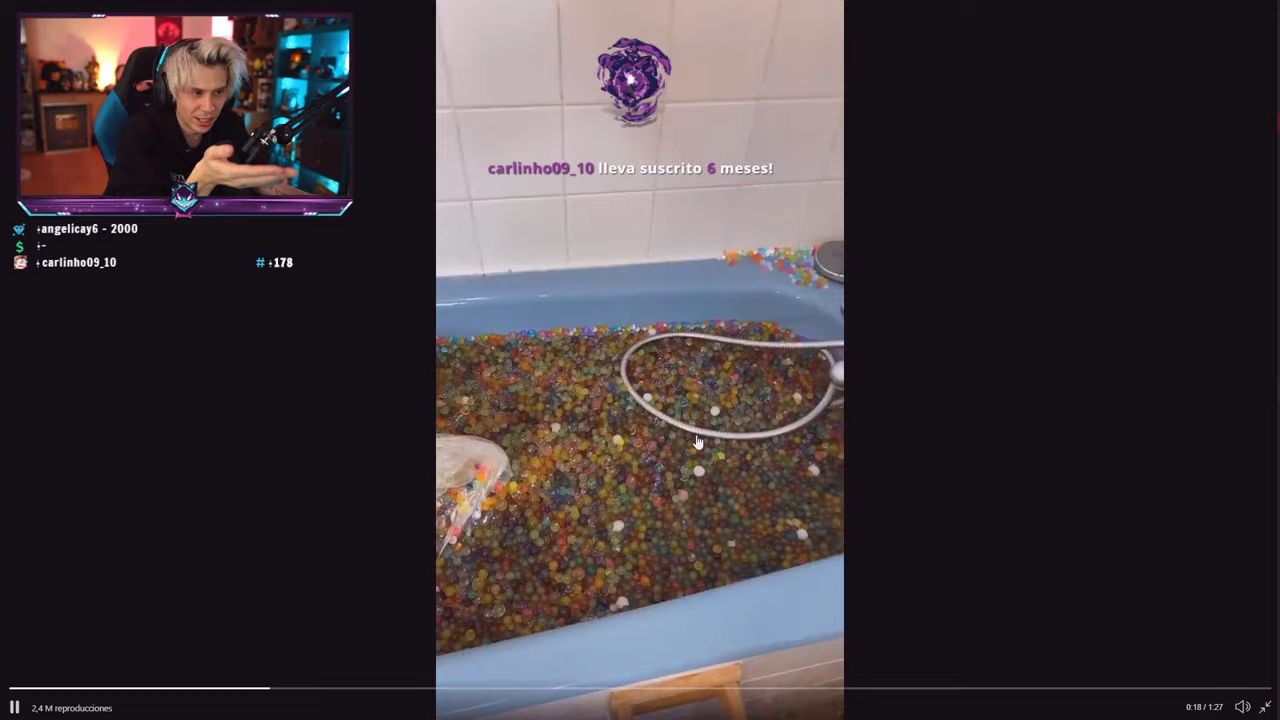 carlinho09_10 lleva suscrito 6 meses!
angelicay6 - 2000
$ -
carlinho09_10 # 178
2,4 M reproducciones
0:18 / 1:27